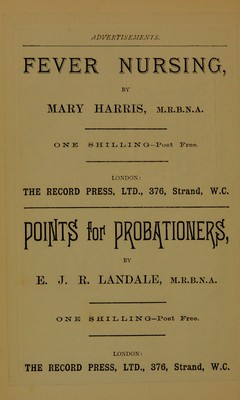 ADVERTISEMENTS.
FEVER NURSING,
BY
MARY HARRIS, M.R.B.N.A.
ONE SHILLING—Post Free.
LONDON:
THE RECORD PRESS, LTD., 376, Strand, W.C.
POINTS for PROBATIONERS,
BY
E. J. R. LANDALE, M.R.B.N.A.
ONE SHILLING—Post Free.
LONDON:
THE RECORD PRESS, LTD., 376, Strand, W.C.